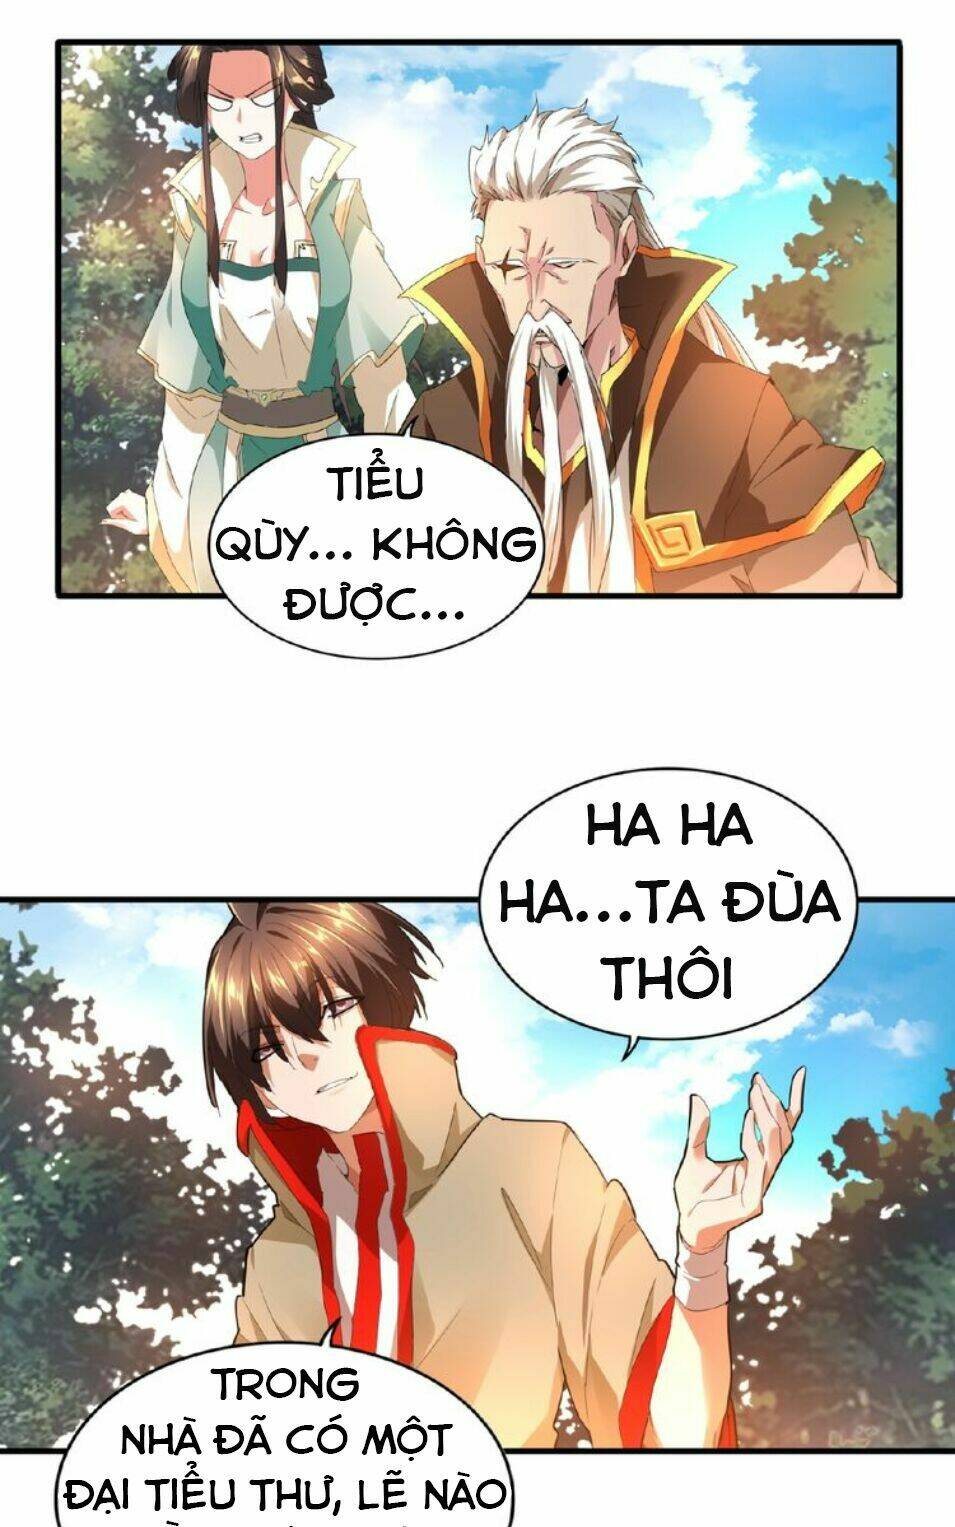 TIỂU
QÙY... KHÔNG
ĐƯỢC...
HA HA
HA...TA ĐÙA
THÔI
TRONG
NHÀ ĐÃ CÓ MỘT
ĐẠI TIỂU THƯ, LẼ NÀO